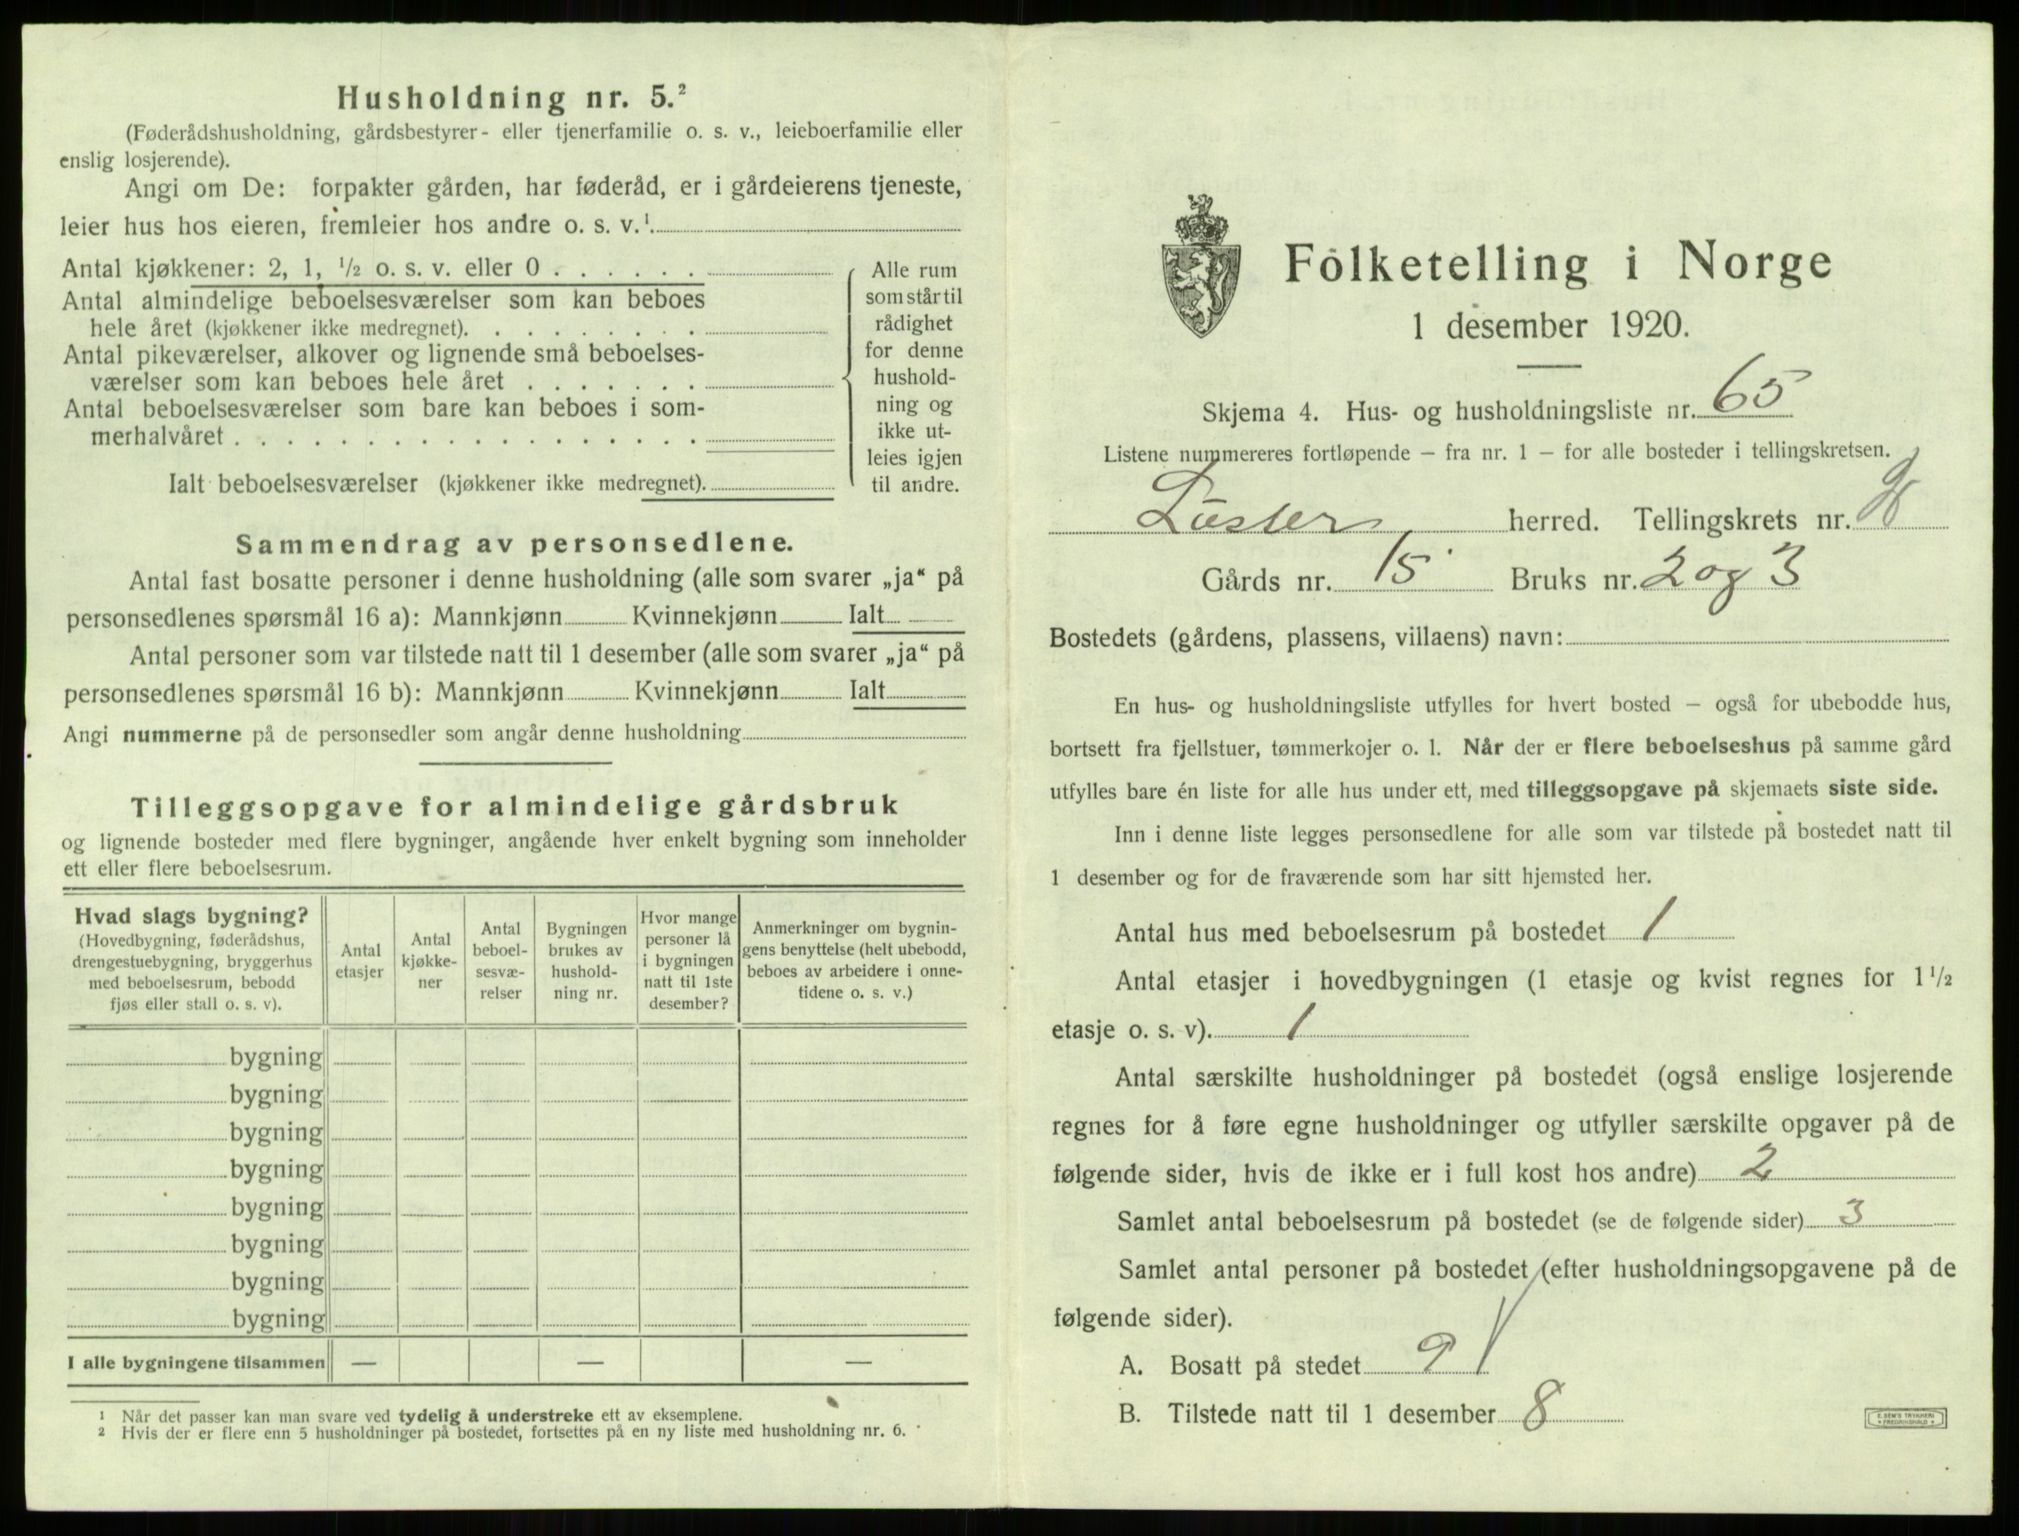 Husholdning nr. 5.²
(Føderådshusholdning, gårdsbestyrer- eller tjenerfamilie o. s. v., leieboerfamilie eller
enslig losjerende).
Angi om De: forpakter gården, har føderåd, er i gårdeierens tjeneste,
leier hus hos eieren, fremleier hos andre o. s. v.¹
Antal kjøkkener: 2, 1, ½ o. s. v. eller 0 . . . . . .
Antal almindelige beboelsesværelser som kan beboes
hele året (kjøkkener ikke medregnet). . . . . . . . .
Antal pikeværelser, alkover og lignende små beboelses-
værelser som kan beboes hele året . . . . . . .
Antal beboelsesværelser som bare kan beboes i som-
merhalvåret . . . . . . . . . . . . . . . . . .
Ialt beboelsesværelser (kjøkkener ikke medregnet).
Alle rum
som står til
rådighet
for denne
hushold-
ning og
ikke ut-
leies igjen
til andre.
Sammendrag av personsedlene.
Antal fast bosatte personer i denne husholdning (alle som svarer „ja“ på
personsedlenes spørsmål 16 a): Mannkjønn Kvinnekjønn Ialt
Antal personer som var tilstede natt til 1 desember (alle som svarer „ja“ på
personsedlenes spørsmål 16 b): Mannkjønn Kvinnekjønn Ialt
Angi nummerne på de personsedler som angår denne husholdning
Tilleggsopgave for almindelige gårdsbruk
og lignende bosteder med flere bygninger, angående hver enkelt bygning som inneholder
ett eller flere beboelsesrum.
Hvad slags bygning?
(Hovedbygning, føderådshus,
drengestuebygning, bryggerhus
med beboelsesrum, bebodd
fjøs eller stall o. s. v).
Antal
etasjer
Antal
kjøkke-
ner
Antal
beboel-
sesvæ-
relser
Bygningen
brukes av
hushold-
ning nr.
Hvor mange
personer lå
i bygningen
natt til 1ste
desember?
Anmerkninger om bygnin-
gens benyttelse (helt ubebodd,
beboes av arbeidere i onne-
tidene o. s. v.)
bygning
bygning
bygning
bygning
bygning
bygning
bygning
bygning
I alle bygningene tilsammen — — —
¹ Når det passer kan man svare ved tydelig å understreke ett av eksemplene.
² Hvis der er flere enn 5 husholdninger på bostedet, fortsettes på en ny liste med husholdning nr. 6.
Folketelling i Norge
1 desember 1920.
Skjema 4. Hus- og husholdningsliste nr. 65
Listene nummereres fortløpende – fra nr. 1 – for alle bosteder i tellingskretsen.
Luster herred. Tellingskrets nr.
Gårds nr. 15 Bruks nr. 2 og 3
Bostedets (gårdens, plassens, villaens) navn:
En hus- og husholdningsliste utfylles for hvert bosted – også for ubebodde hus,
bortsett fra fjellstuer, tømmerkojer o. l. Når der er flere beboelseshus på samme gård
utfylles bare én liste for alle hus under ett, med tilleggsopgave på skjemaets siste side.
Inn i denne liste legges personsedlene for alle som var tilstede på bostedet natt til
1 desember og for de fraværende som har sitt hjemsted her.
Antal hus med beboelsesrum på bostedet 1
Antal etasjer i hovedbygningen (1 etasje og kvist regnes for 1 ½
etasje o. s. v). 1
Antal særskilte husholdninger på bostedet (også enslige losjerende
regnes for å føre egne husholdninger og utfyller særskilte opgaver på de
følgende sider, hvis de ikke er i full kost hos andre) 2
Samlet antal beboelsesrum på bostedet (se de følgende sider) 3
Samlet antal personer på bostedet (efter husholdningsopgavene på de
følgende sider).
A. Bosatt på stedet 9
B. Tilstede natt til 1 desember 8
E. SEM'S TRYKKERI
FREDRIKSHALD